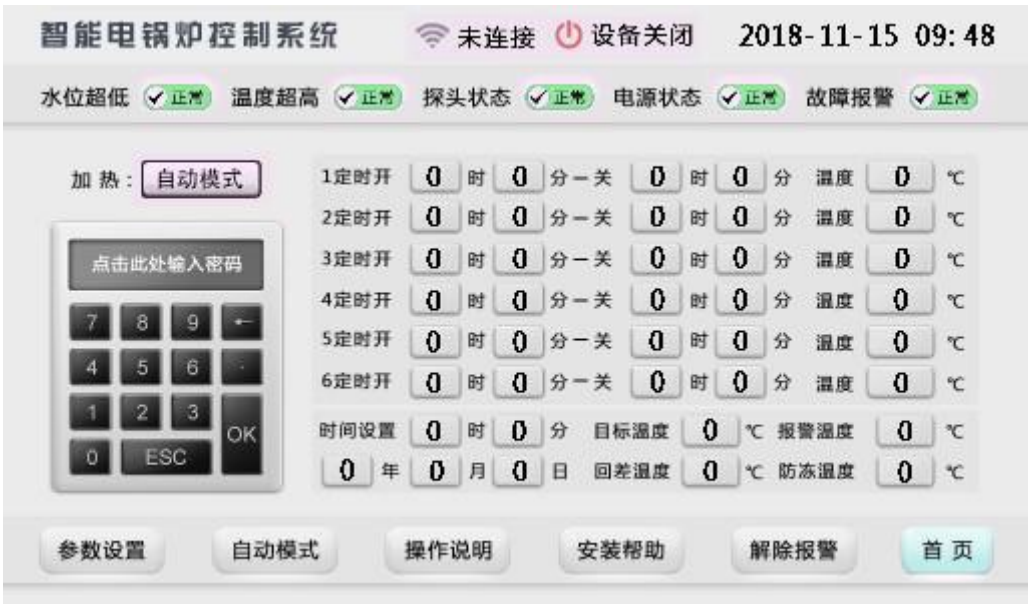 智能电锅炉控制系统 未连接 设备关闭 2018-11-15 09:48
水位超低 正常 温度超高 正常 探头状态 正常 电源状态 正常 故障报警 正常
加热: 自动模式
点击此处输入密码
7 8 9 ←
4 5 6 ·
1 2 3 OK
0 ESC
1定时开 0 时 0 分－关 0 时 0 分 温度 0 ℃
2定时开 0 时 0 分－关 0 时 0 分 温度 0 ℃
3定时开 0 时 0 分－关 0 时 0 分 温度 0 ℃
4定时开 0 时 0 分－关 0 时 0 分 温度 0 ℃
5定时开 0 时 0 分－关 0 时 0 分 温度 0 ℃
6定时开 0 时 0 分－关 0 时 0 分 温度 0 ℃
时间设置 0 时 0 分 目标温度 0 ℃ 报警温度 0 ℃
0 年 0 月 0 日 回差温度 0 ℃ 防冻温度 0 ℃
参数设置 自动模式 操作说明 安装帮助 解除报警 首页